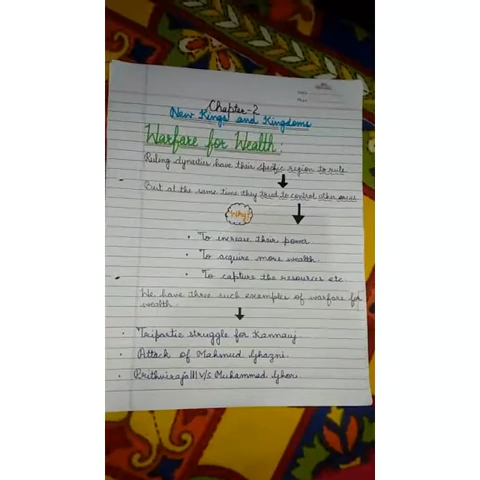 Chapter-2
New Kings and Kingdoms
Warfare for Wealth:
Ruling dynasties have their specific region to rule
But at the same time they tried to control other areas
Why?
• To increase their power
• To acquire more wealth.
• To capture the resources etc.
We have three such examples of warfare for
wealth.
• Tripartic struggle for Kannauj
• Attack of Mahmud Ghazni.
• Prithviraj III v/s Muhammed Ghori